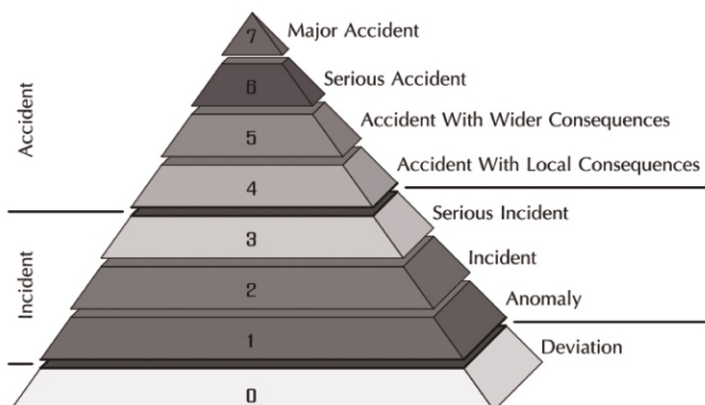 7
Major Accident
6
Serious Accident
5
Accident With Wider Consequences
4
Accident With Local Consequences
Accident
3
Serious Incident
2
Incident
1
Anomaly
Incident
0
Deviation